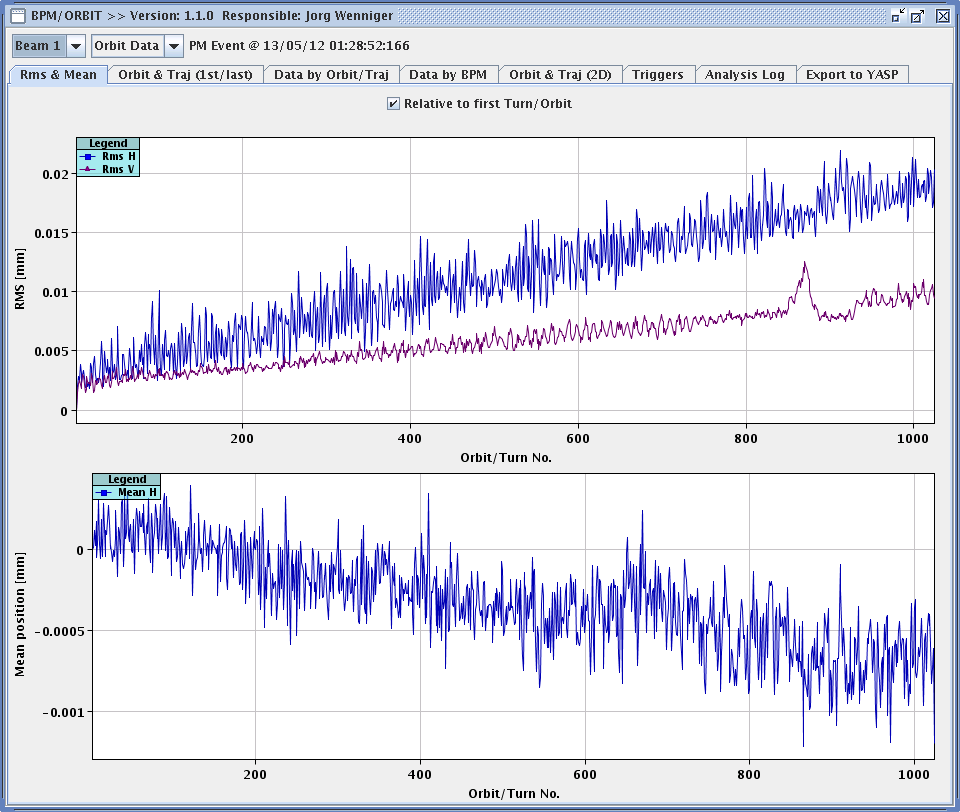 BPM/ORBIT >> Version: 1.1.0 Responsible: Jorg Wenniger
Beam 1 Orbit Data PM Event @ 13/05/12 01:28:52:166
Rms & Mean Orbit & Traj (1st/last) Data by Orbit/Traj Data by BPM Orbit & Traj (2D) Triggers Analysis Log Export to YASP
Relative to first Turn/Orbit
Legend
Rms H
Rms V
0.02
0.015
0.01
0.005
0
RMS [mm]
200 400 600 800 1000
Orbit/Turn No.
Legend
Mean H
0
-0.0005
-0.001
Mean position [mm]
200 400 600 800 1000
Orbit/Turn No.